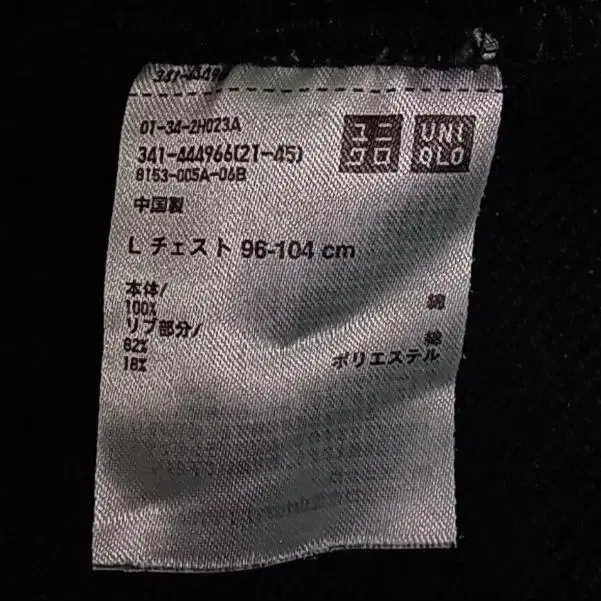 341-4449
01-34-2H023A
341-444966(21-45)
8153-005A-06B
ユニ
クロ
UNI
QLO
中国製
L チェスト 96-104 cm
本体/
100% 綿
リブ部分/
82% 綿
18% ポリエステル